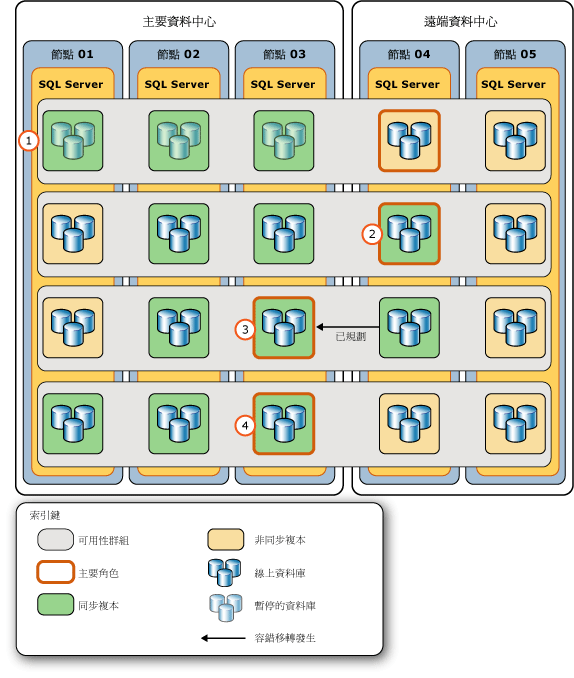 主要資料中心
遠端資料中心
節點 01
節點 02
節點 03
節點 04
節點 05
SQL Server
SQL Server
SQL Server
SQL Server
SQL Server
1
2
3
已規劃
4
索引鍵
可用性群組
非同步複本
主要角色
線上資料庫
同步複本
暫停的資料庫
容錯移轉發生